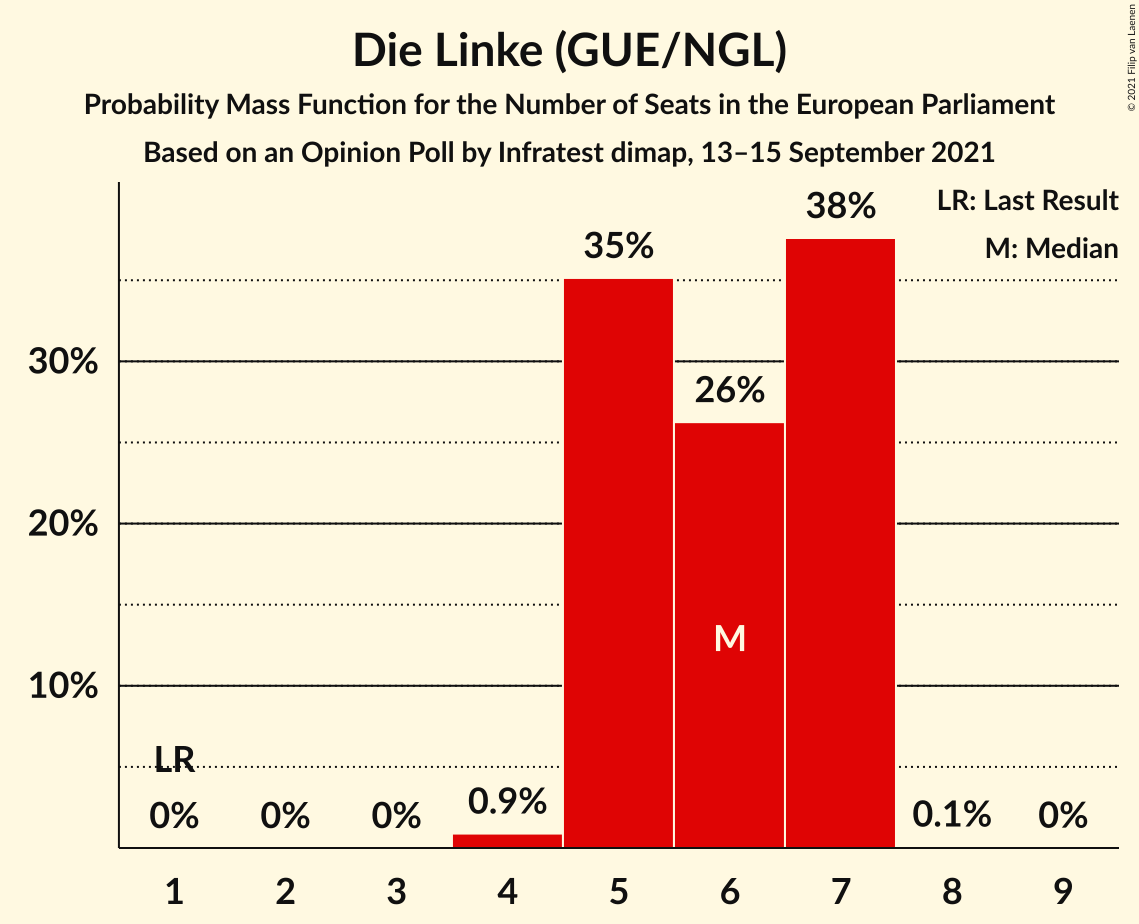 Die Linke (GUE/NGL)
Probability Mass Function for the Number of Seats in the European Parliament
Based on an Opinion Poll by Infratest dimap, 13–15 September 2021
© 2021 Filip van Laenen
LR: Last Result
M: Median
38%
35%
30%
26%
20%
M
10%
LR
0% 0% 0% 0.9% 0.1% 0%
1 2 3 4 5 6 7 8 9